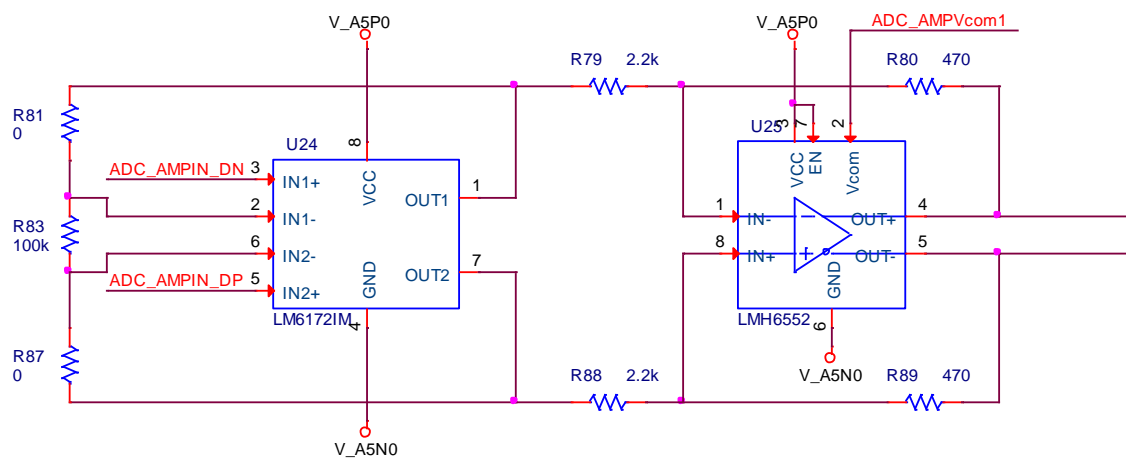 V_A5P0
V_A5P0
ADC_AMPVcom1
R79 2.2k
R80 470
R81
0
U24
U25
3
7
2
8
ADC_AMPIN_DN
3
IN1+
VCC
OUT1
1
VCC
EN
Vcom
2
IN1-
1
IN-
OUT+
4
R83
100k
6
IN2-
8
IN+
OUT-
5
ADC_AMPIN_DP
5
IN2+
GND
OUT2
7
GND
LM6172IM
4
LMH6552
6
R87
0
V_A5N0
R88 2.2k
R89 470
V_A5N0